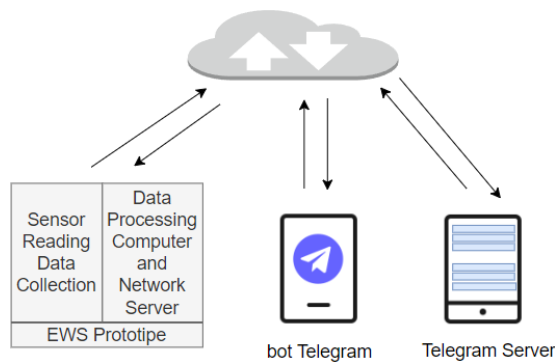 Sensor
Reading
Data
Collection
Data
Processing
Computer
and
Network
Server
EWS Prototipe
bot Telegram
Telegram Server